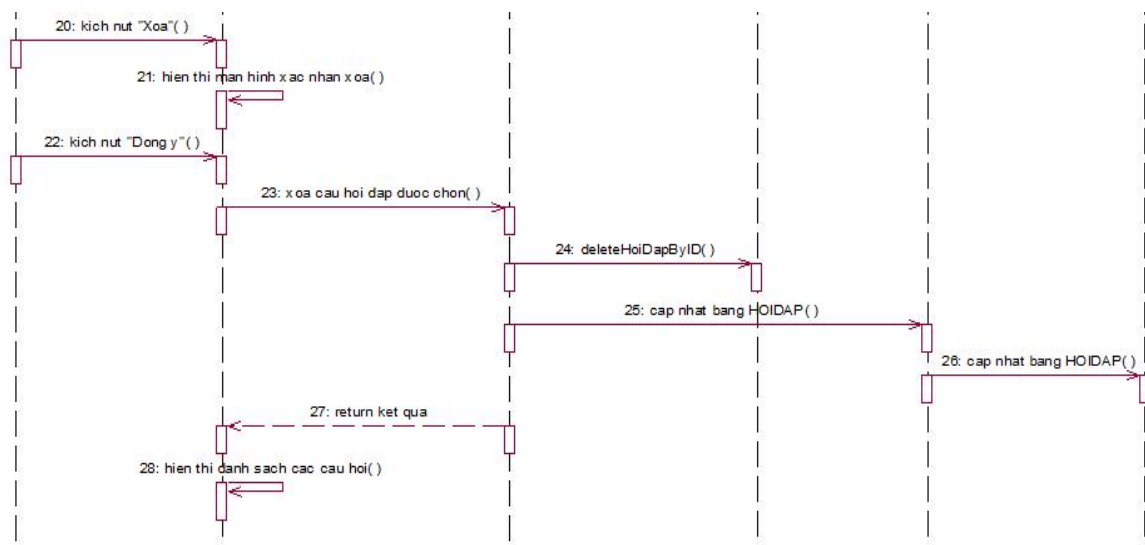 20: kich nut "Xoa"( )
21: hien thi man hinh xac nhan xoa( )
22: kich nut "Dong y"( )
23: xoa cau hoi dap duoc chon( )
24: deleteHoiDapByID( )
25: cap nhat bang HOIDAP( )
26: cap nhat bang HOIDAP( )
27: return ket qua
28: hien thi danh sach cac cau hoi( )